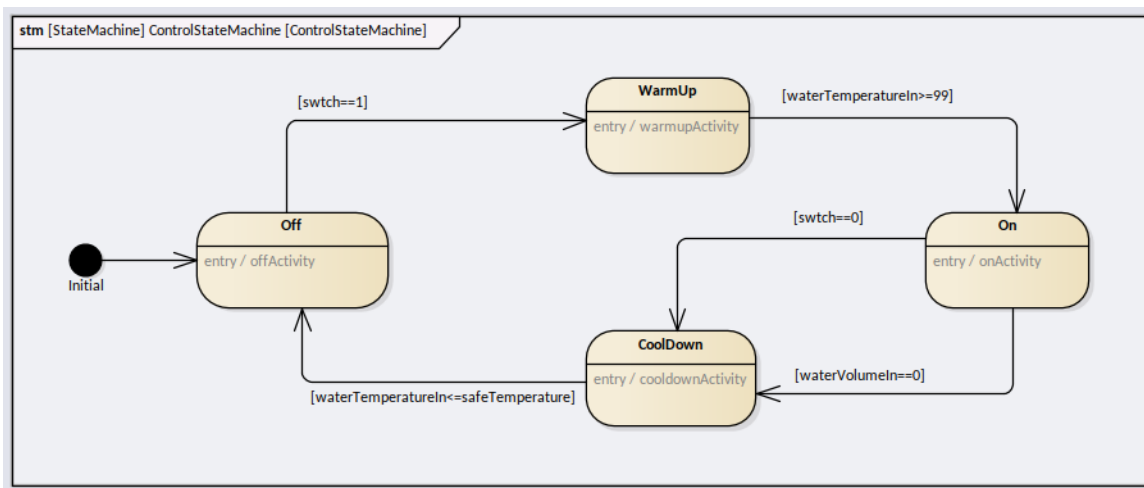 stm [StateMachine] ControlStateMachine [ControlStateMachine]
WarmUp
entry / warmupActivity
[swtch==1]
[waterTemperatureIn>=99]
Off
entry / offActivity
Initial
[swtch==0]
On
entry / onActivity
CoolDown
entry / cooldownActivity
[waterVolumeIn==0]
[waterTemperatureIn<=safeTemperature]